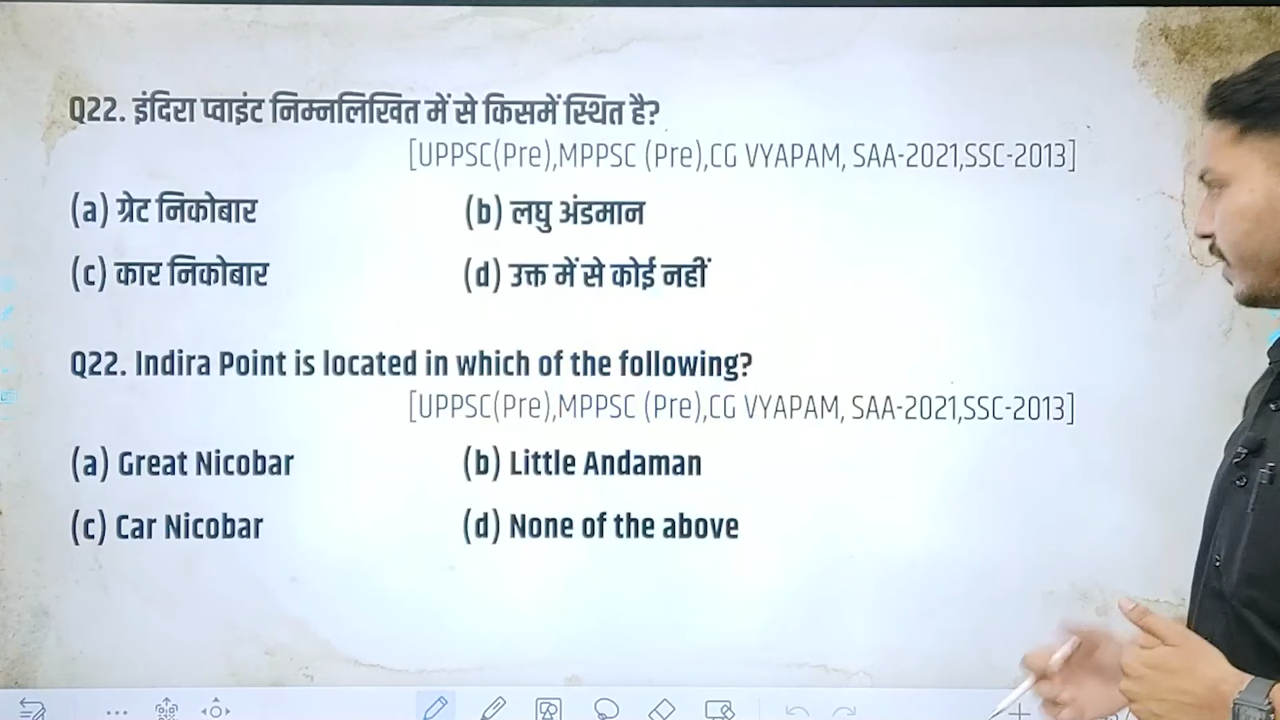 Q22. इंदिरा प्वाइंट निम्नलिखित में से किसमें स्थित है?
[UPPSC(Pre),MPPSC (Pre),CG VYAPAM, SAA-2021,SSC-2013]
(a) ग्रेट निकोबार (b) लघु अंडमान
(c) कार निकोबार (d) उक्त में से कोई नहीं
Q22. Indira Point is located in which of the following?
[UPPSC(Pre),MPPSC (Pre),CG VYAPAM, SAA-2021,SSC-2013]
(a) Great Nicobar (b) Little Andaman
(c) Car Nicobar (d) None of the above